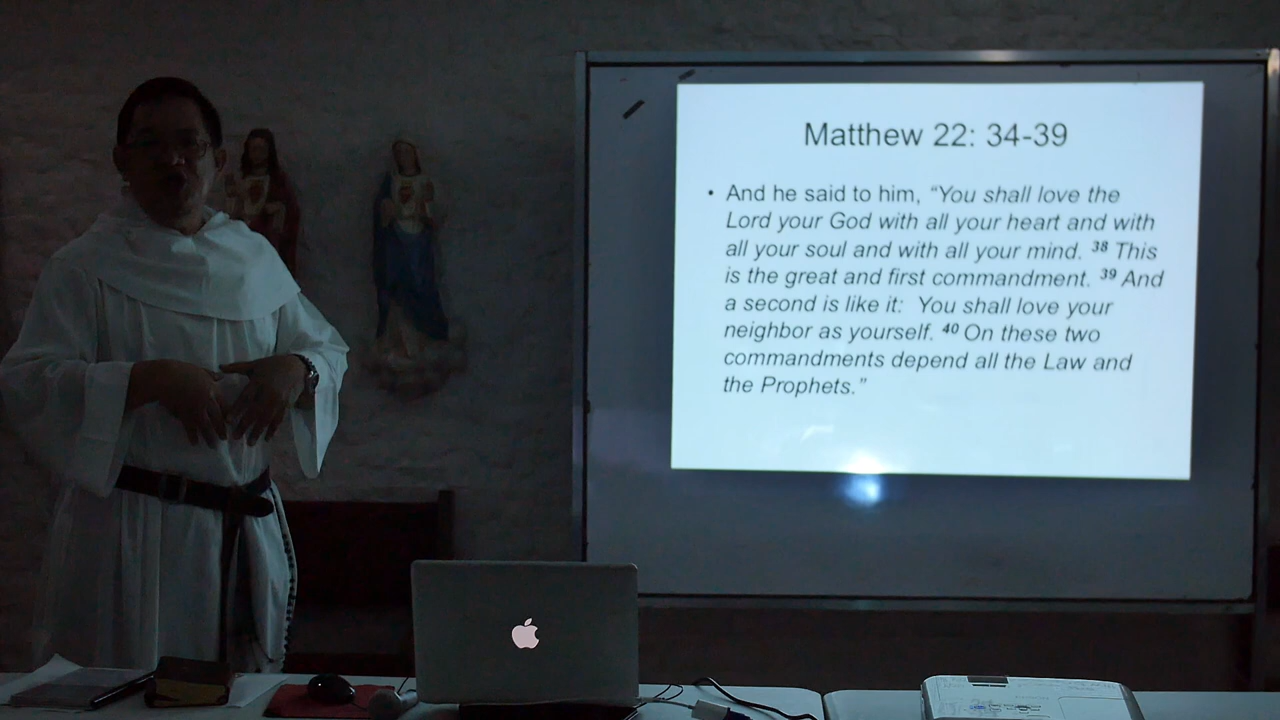 Matthew 22: 34-39
• And he said to him, “You shall love the
Lord your God with all your heart and with
all your soul and with all your mind. ³⁸ This
is the great and first commandment. ³⁹ And
a second is like it:  You shall love your
neighbor as yourself. ⁴⁰ On these two
commandments depend all the Law and
the Prophets.”